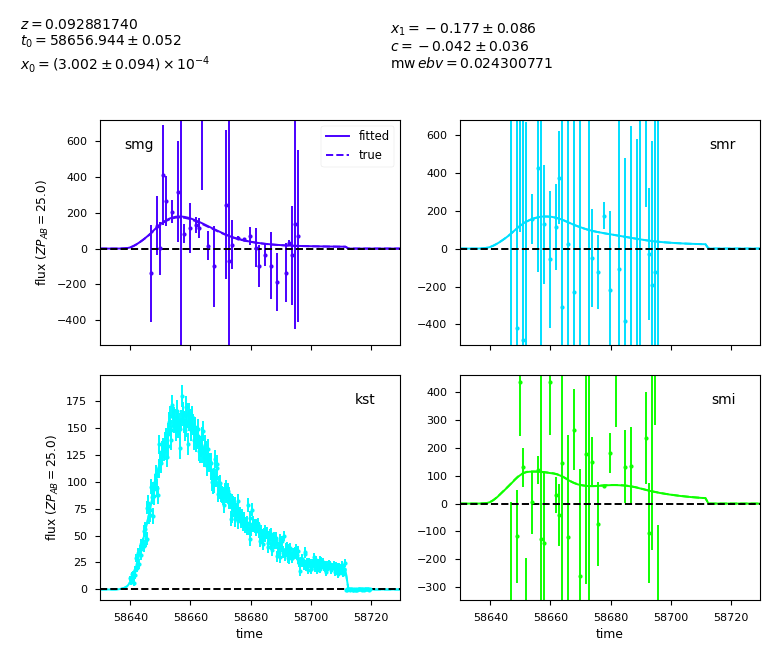 z = 0.092881740
t₀ = 58656.944 ± 0.052
x₀ = (3.002 ± 0.094) × 10⁻⁴
x₁ = −0.177 ± 0.086
c = −0.042 ± 0.036
mw ebv = 0.024300771
600
400
200
0
−200
−400
flux (ZP_AB = 25.0)
smg
fitted
true
600
400
200
0
−200
−400
smr
175
150
125
100
75
50
25
0
flux (ZP_AB = 25.0)
kst
58640 58660 58680 58700 58720
time
400
300
200
100
0
−100
−200
−300
smi
58640 58660 58680 58700 58720
time